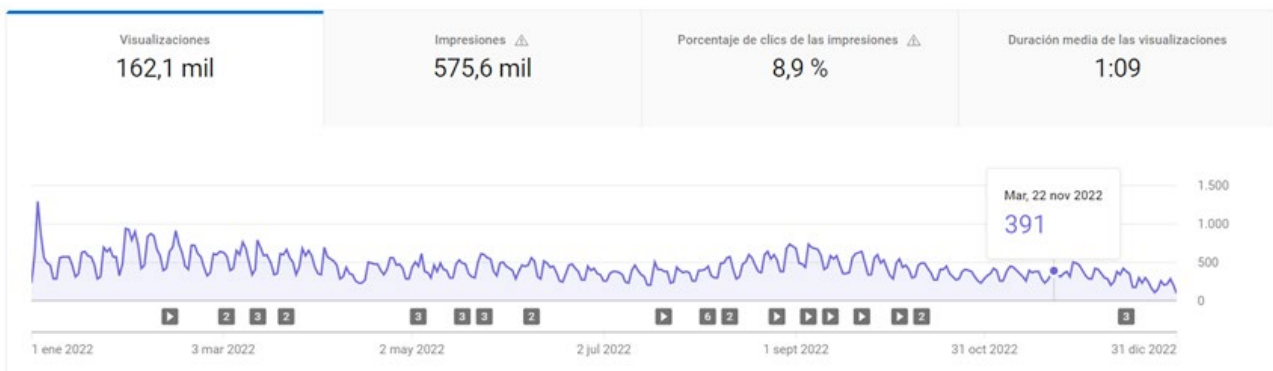 Visualizaciones
162,1 mil
Impresiones
575,6 mil
Porcentaje de clics de las impresiones
8,9 %
Duración media de las visualizaciones
1:09
Mar, 22 nov 2022
391
1.500
1.000
500
0
2 3 2 3 3 3 2 6 2 2 3
1 ene 2022 3 mar 2022 2 may 2022 2 jul 2022 1 sept 2022 31 oct 2022 31 dic 2022